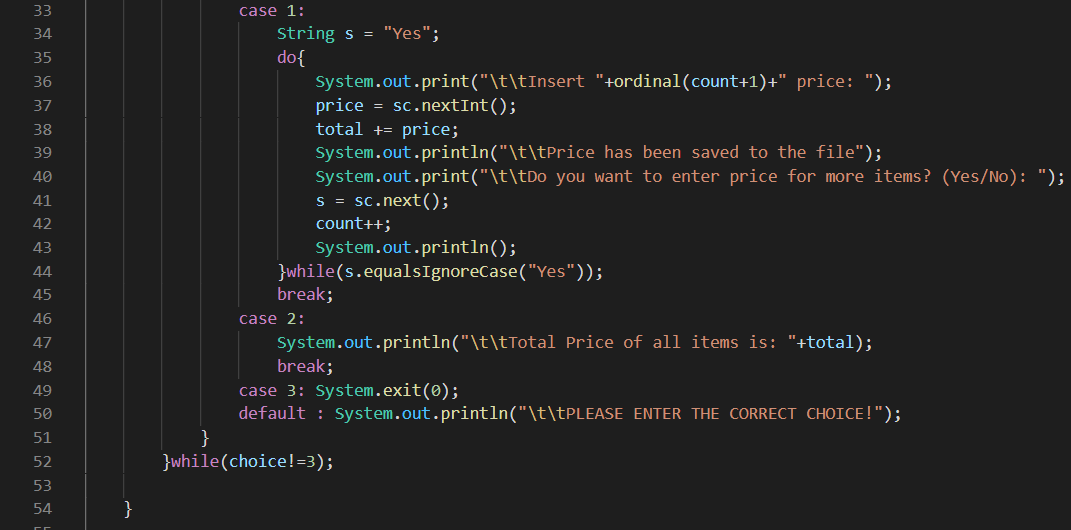 33 case 1:
34 String s = "Yes";
35 do{
36 System.out.print("\t\tInsert "+ordinal(count+1)+" price: ");
37 price = sc.nextInt();
38 total += price;
39 System.out.println("\t\tPrice has been saved to the file");
40 System.out.print("\t\tDo you want to enter price for more items? (Yes/No): ");
41 s = sc.next();
42 count++;
43 System.out.println();
44 }while(s.equalsIgnoreCase("Yes"));
45 break;
46 case 2:
47 System.out.println("\t\tTotal Price of all items is: "+total);
48 break;
49 case 3: System.exit(0);
50 default : System.out.println("\t\tPLEASE ENTER THE CORRECT CHOICE!");
51 }
52 }while(choice!=3);
53
54 }